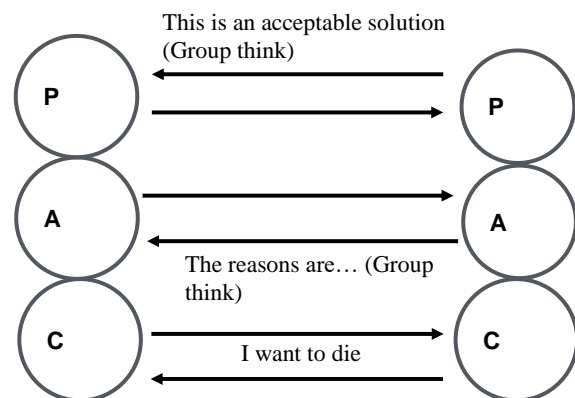 This is an acceptable solution
(Group think)
P
P
A
A
The reasons are… (Group
think)
C
I want to die
C